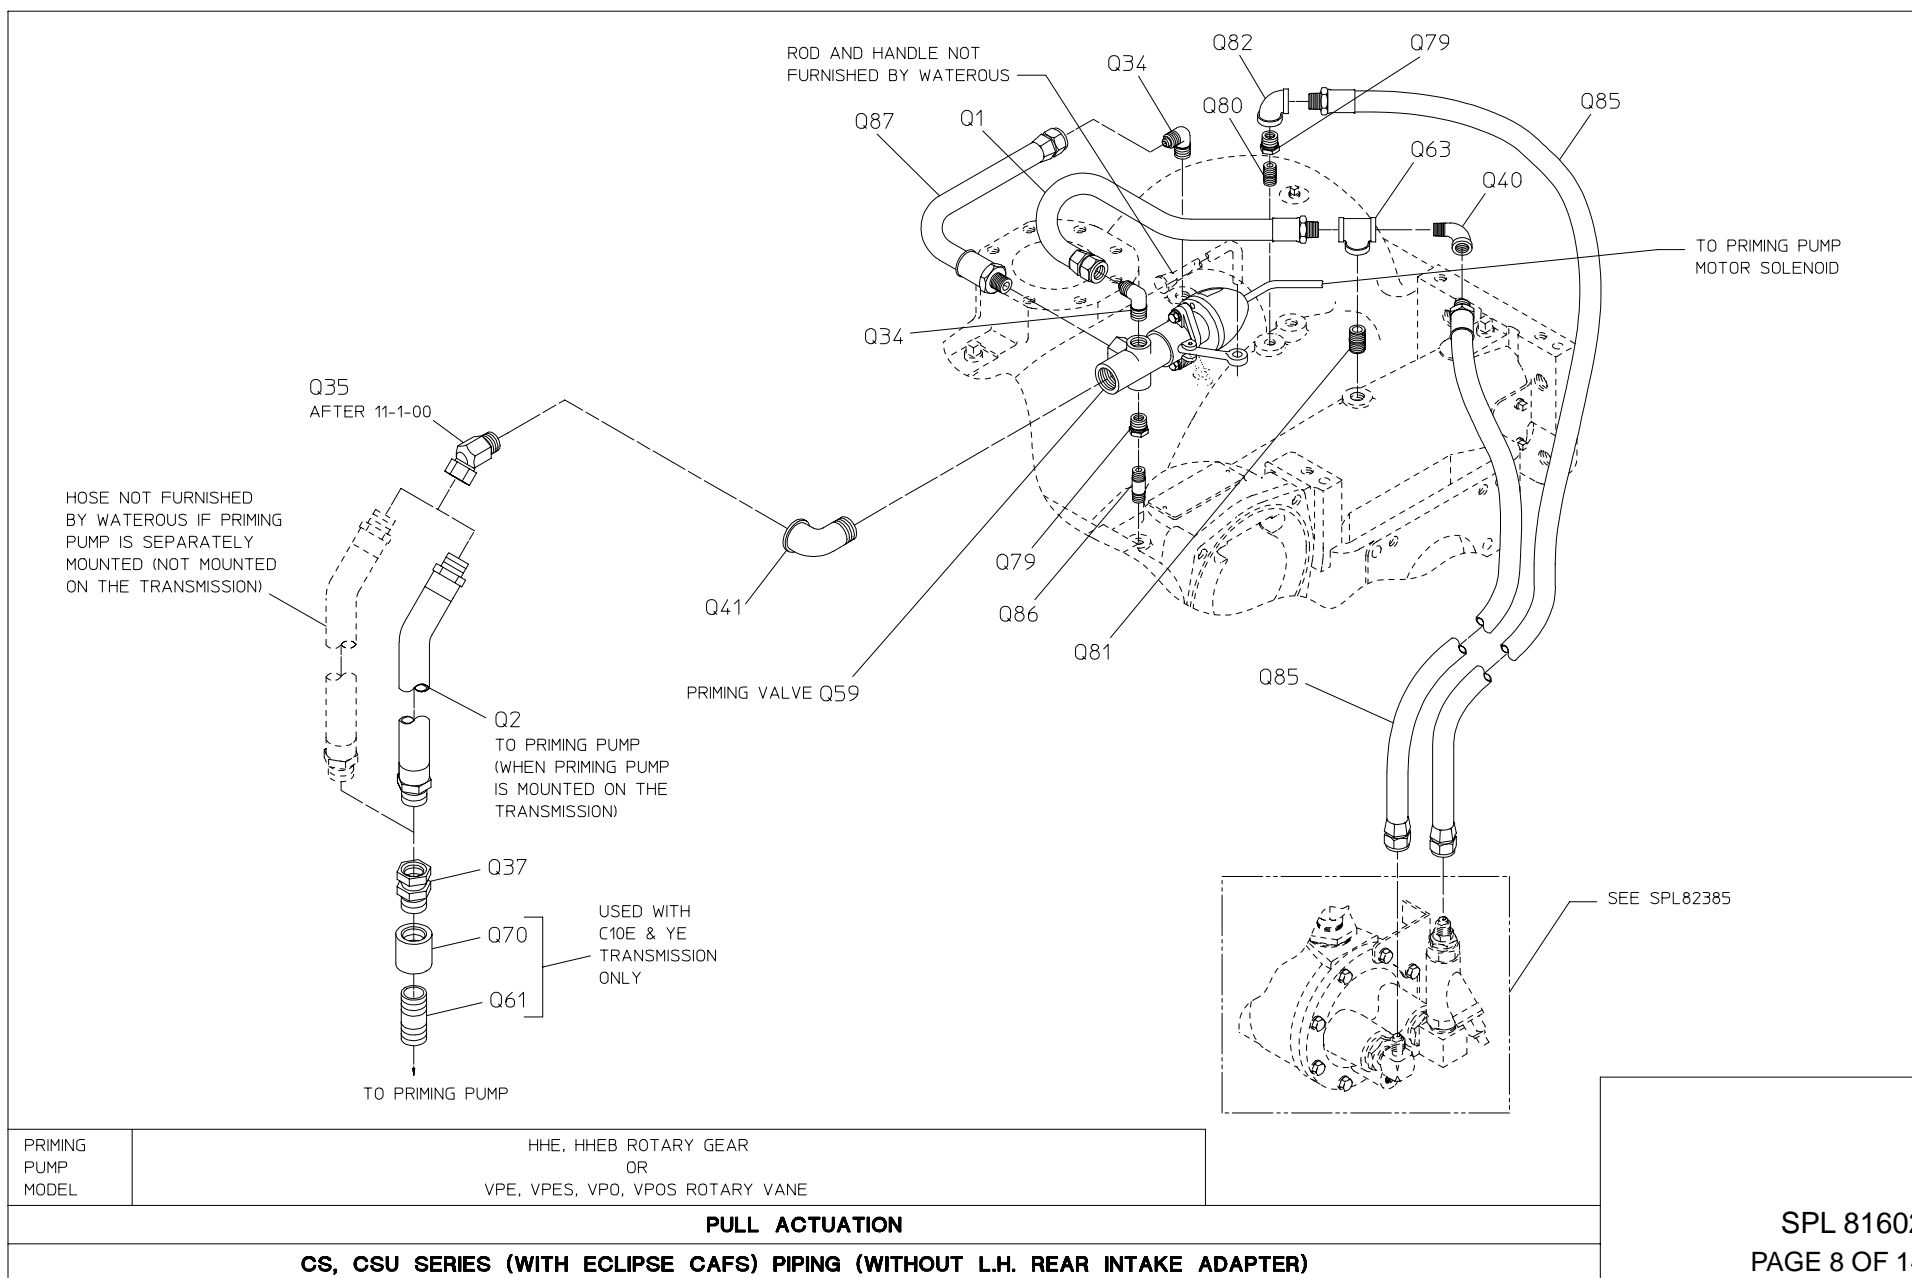 ROD AND HANDLE NOT
FURNISHED BY WATEROUS
Q34
Q82
Q79
Q87
Q1
Q80
Q85
Q63
Q40
TO PRIMING PUMP
MOTOR SOLENOID
Q34
Q35
AFTER 11-1-00
HOSE NOT FURNISHED
BY WATEROUS IF PRIMING
PUMP IS SEPARATELY
MOUNTED (NOT MOUNTED
ON THE TRANSMISSION)
Q41
Q79
Q86
Q81
PRIMING VALVE Q59
Q85
Q2
TO PRIMING PUMP
(WHEN PRIMING PUMP
IS MOUNTED ON THE
TRANSMISSION)
Q37
Q70
Q61
USED WITH
C10E & YE
TRANSMISSION
ONLY
TO PRIMING PUMP
SEE SPL82385
PRIMING
PUMP
MODEL
HHE, HHEB ROTARY GEAR
OR
VPE, VPES, VPO, VPOS ROTARY VANE
PULL ACTUATION
CS, CSU SERIES (WITH ECLIPSE CAFS) PIPING (WITHOUT L.H. REAR INTAKE ADAPTER)
SPL 81602
PAGE 8 OF